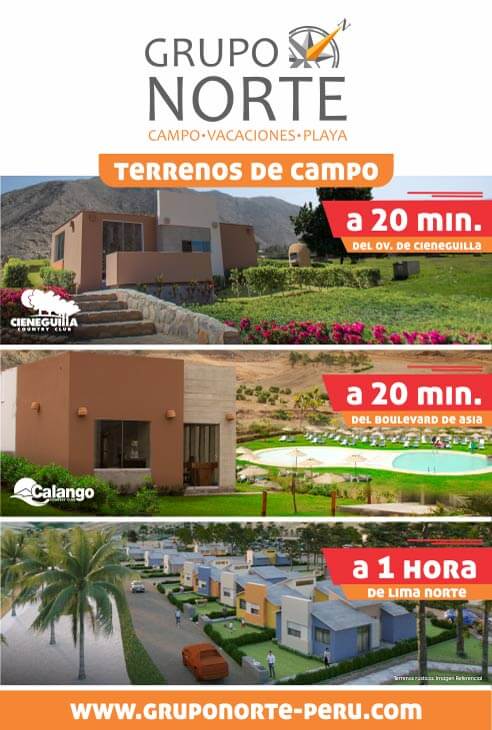 GRUPO
NORTE
CAMPO•VACACIONES•PLAYA
TERRENOS DE CAMPO
a 20 min.
DEL OV. DE CIENEGUILLA
CIENEGUILLA
COUNTRY CLUB
a 20 min.
DEL BOULEVARD DE ASIA
Calango
a 1 HORA
DE LIMA NORTE
Terrenos rústicos. Imagen Referencial
www.GRUPONORTE-PERU.com